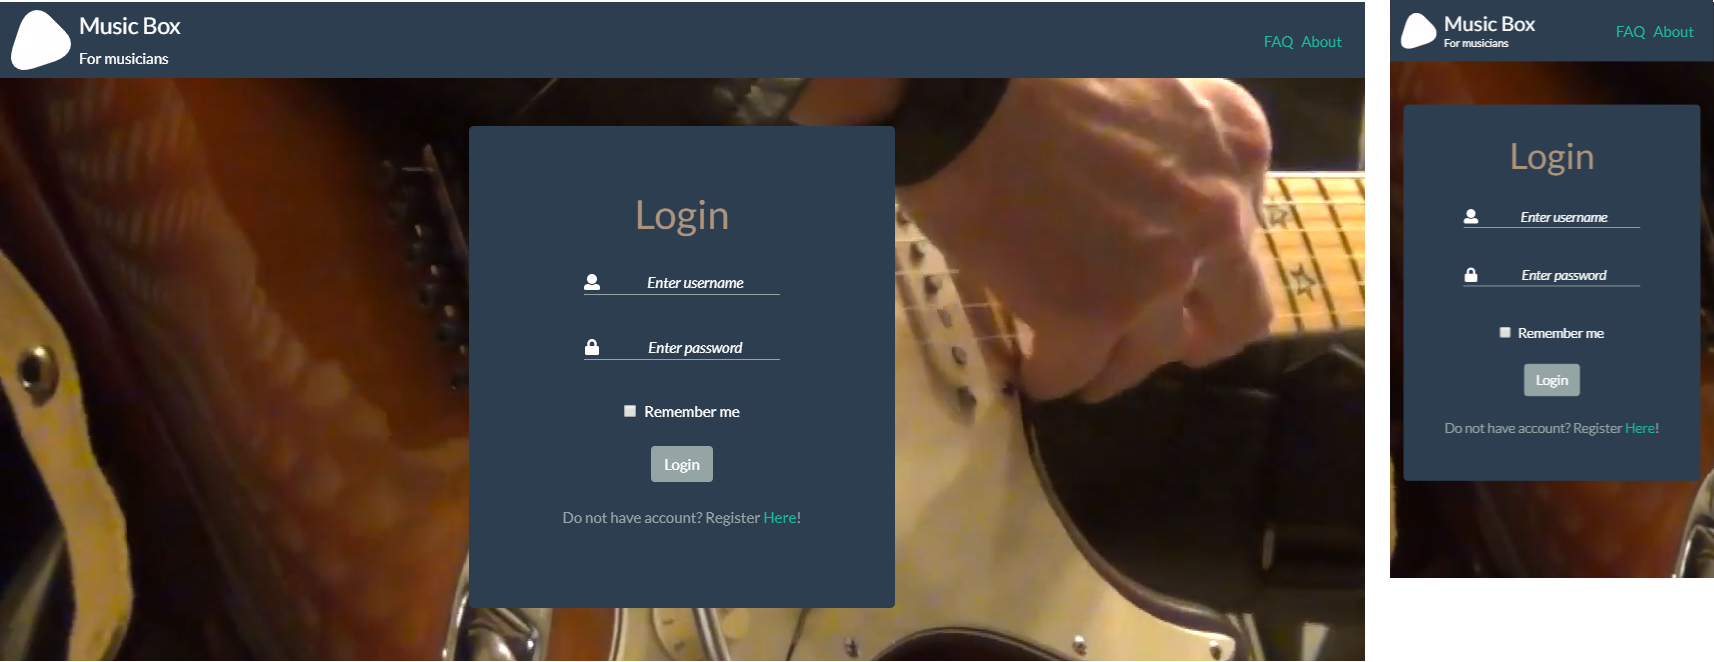 Music Box
For musicians
FAQ About
Login
Enter username
Enter password
Remember me
Login
Do not have account? Register Here!
Music Box
For musicians
FAQ About
Login
Enter username
Enter password
Remember me
Login
Do not have account? Register Here!